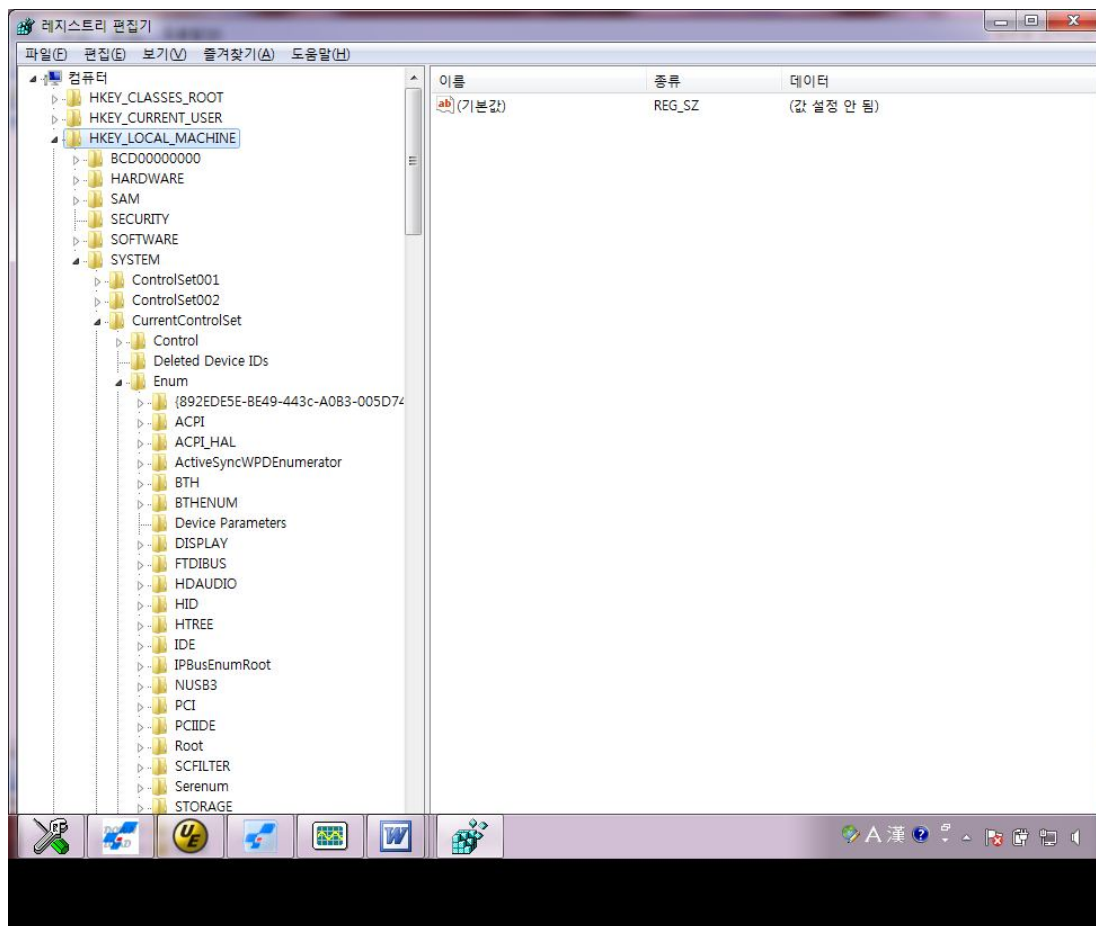 레지스트리 편집기
파일(F) 편집(E) 보기(V) 즐겨찾기(A) 도움말(H)
컴퓨터
HKEY_CLASSES_ROOT
HKEY_CURRENT_USER
HKEY_LOCAL_MACHINE
BCD00000000
HARDWARE
SAM
SECURITY
SOFTWARE
SYSTEM
ControlSet001
ControlSet002
CurrentControlSet
Control
Deleted Device IDs
Enum
{892EDE5E-BE49-443c-A0B3-005D74
ACPI
ACPI_HAL
ActiveSyncWPDEnumerator
BTH
BTHENUM
Device Parameters
DISPLAY
FTDIBUS
HDAUDIO
HID
HTREE
IDE
IPBusEnumRoot
NUSB3
PCI
PCIIDE
Root
SCFILTER
Serenum
STORAGE
이름 종류 데이터
(기본값) REG_SZ (값 설정 안 됨)
A 漢